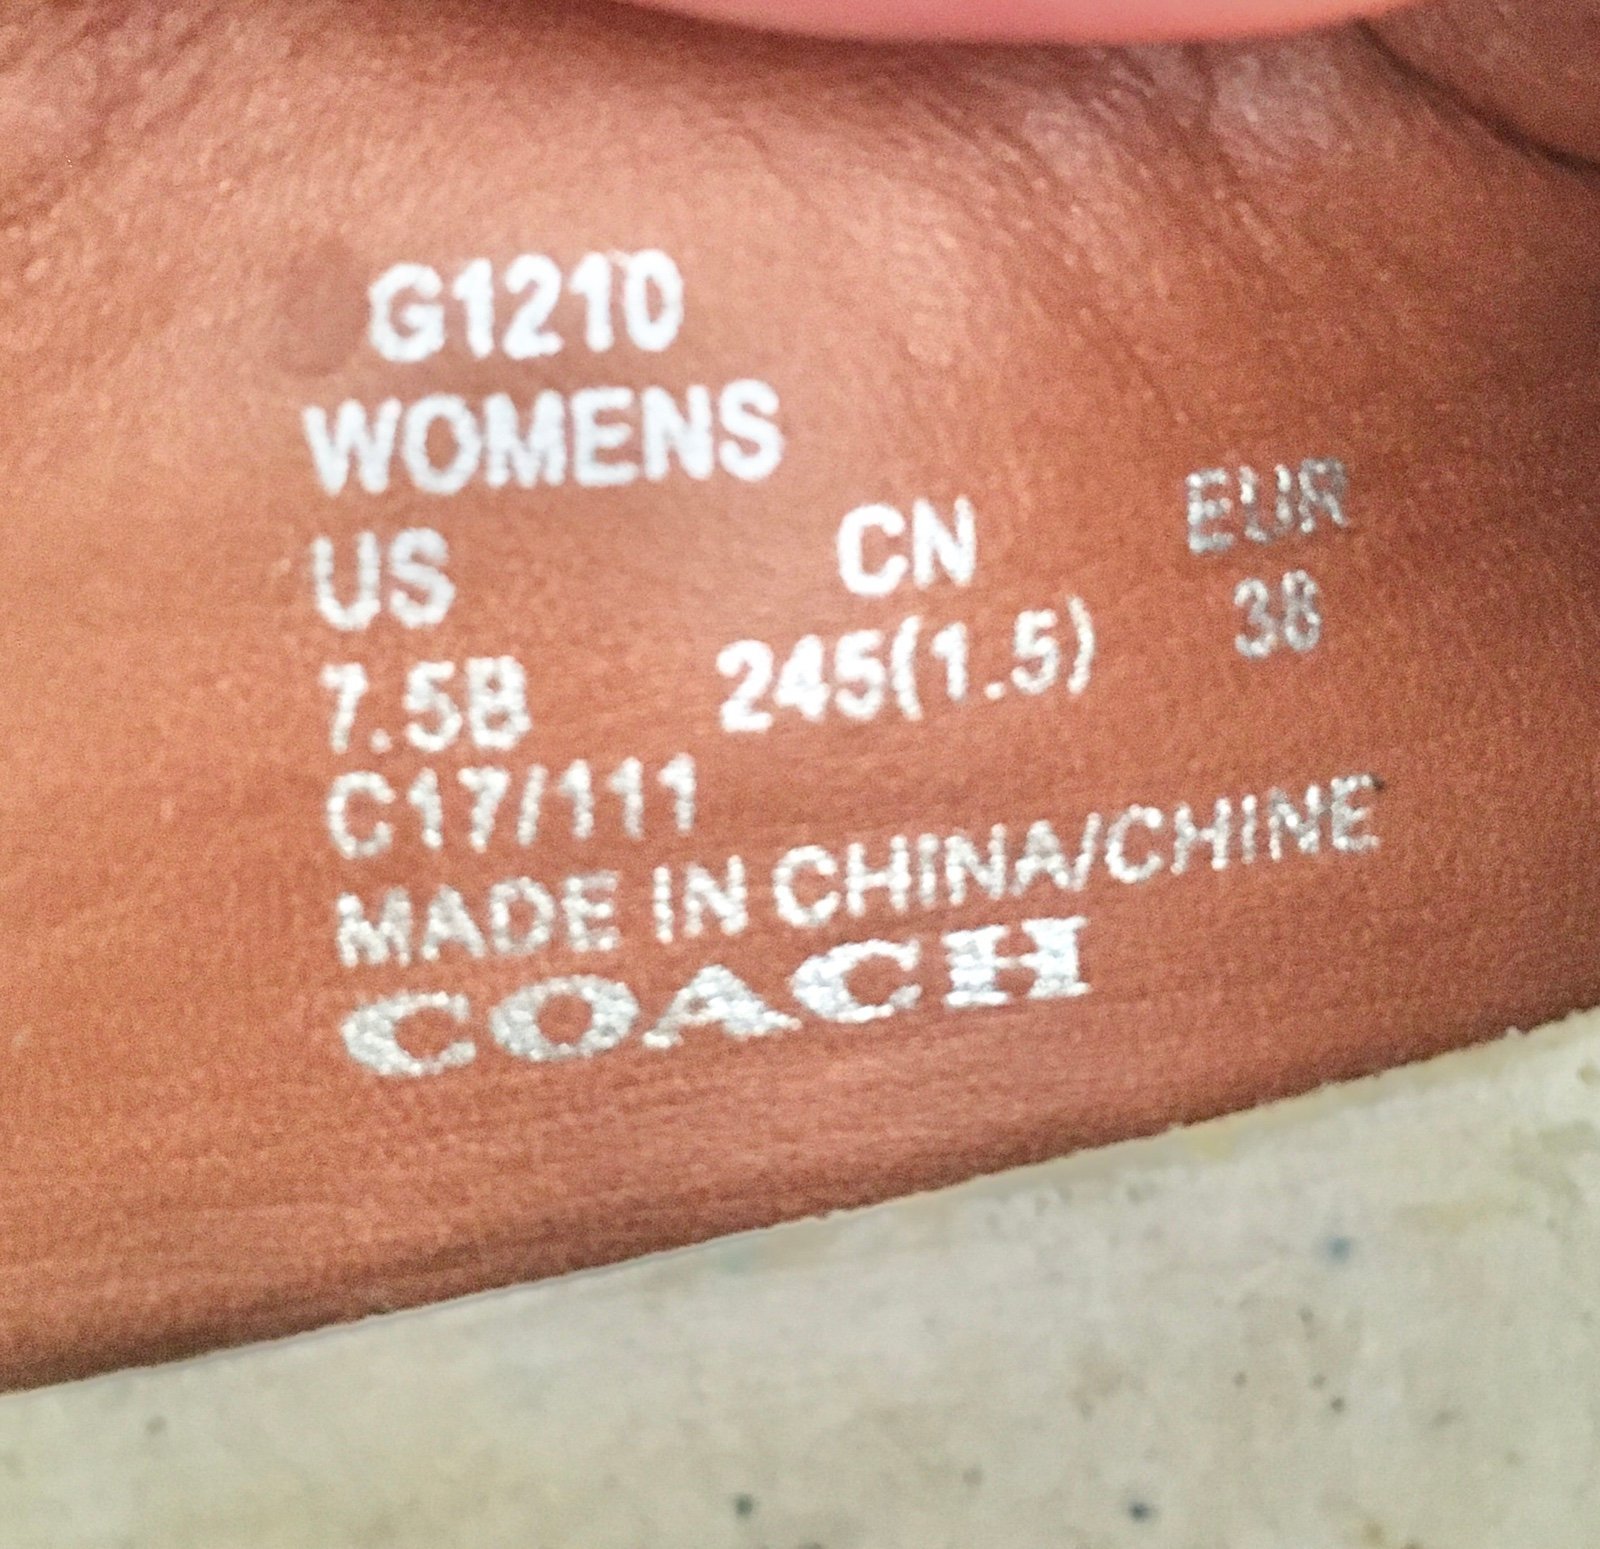 G1210
WOMENS
US CN EUR
7.5B 245(1.5) 38
C17/111
MADE IN CHINA/CHINE
COACH